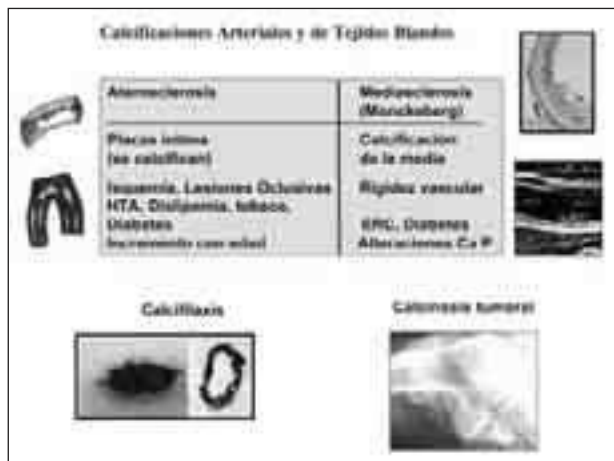 Calcificaciones Arteriales y de Tejidos Blandos
Aterosclerosis
Placas íntima
(se calcifican)
Isquemia, Lesiones Oclusivas
HTA, Dislipemia, tabaco,
Diabetes
Incremento con edad
Mediasclerosis
(Monckeberg)
Calcificación
de la media
Rigidez vascular
ERC, Diabetes
Alteraciones Ca P
Calcifilaxis
Calcinosis tumoral